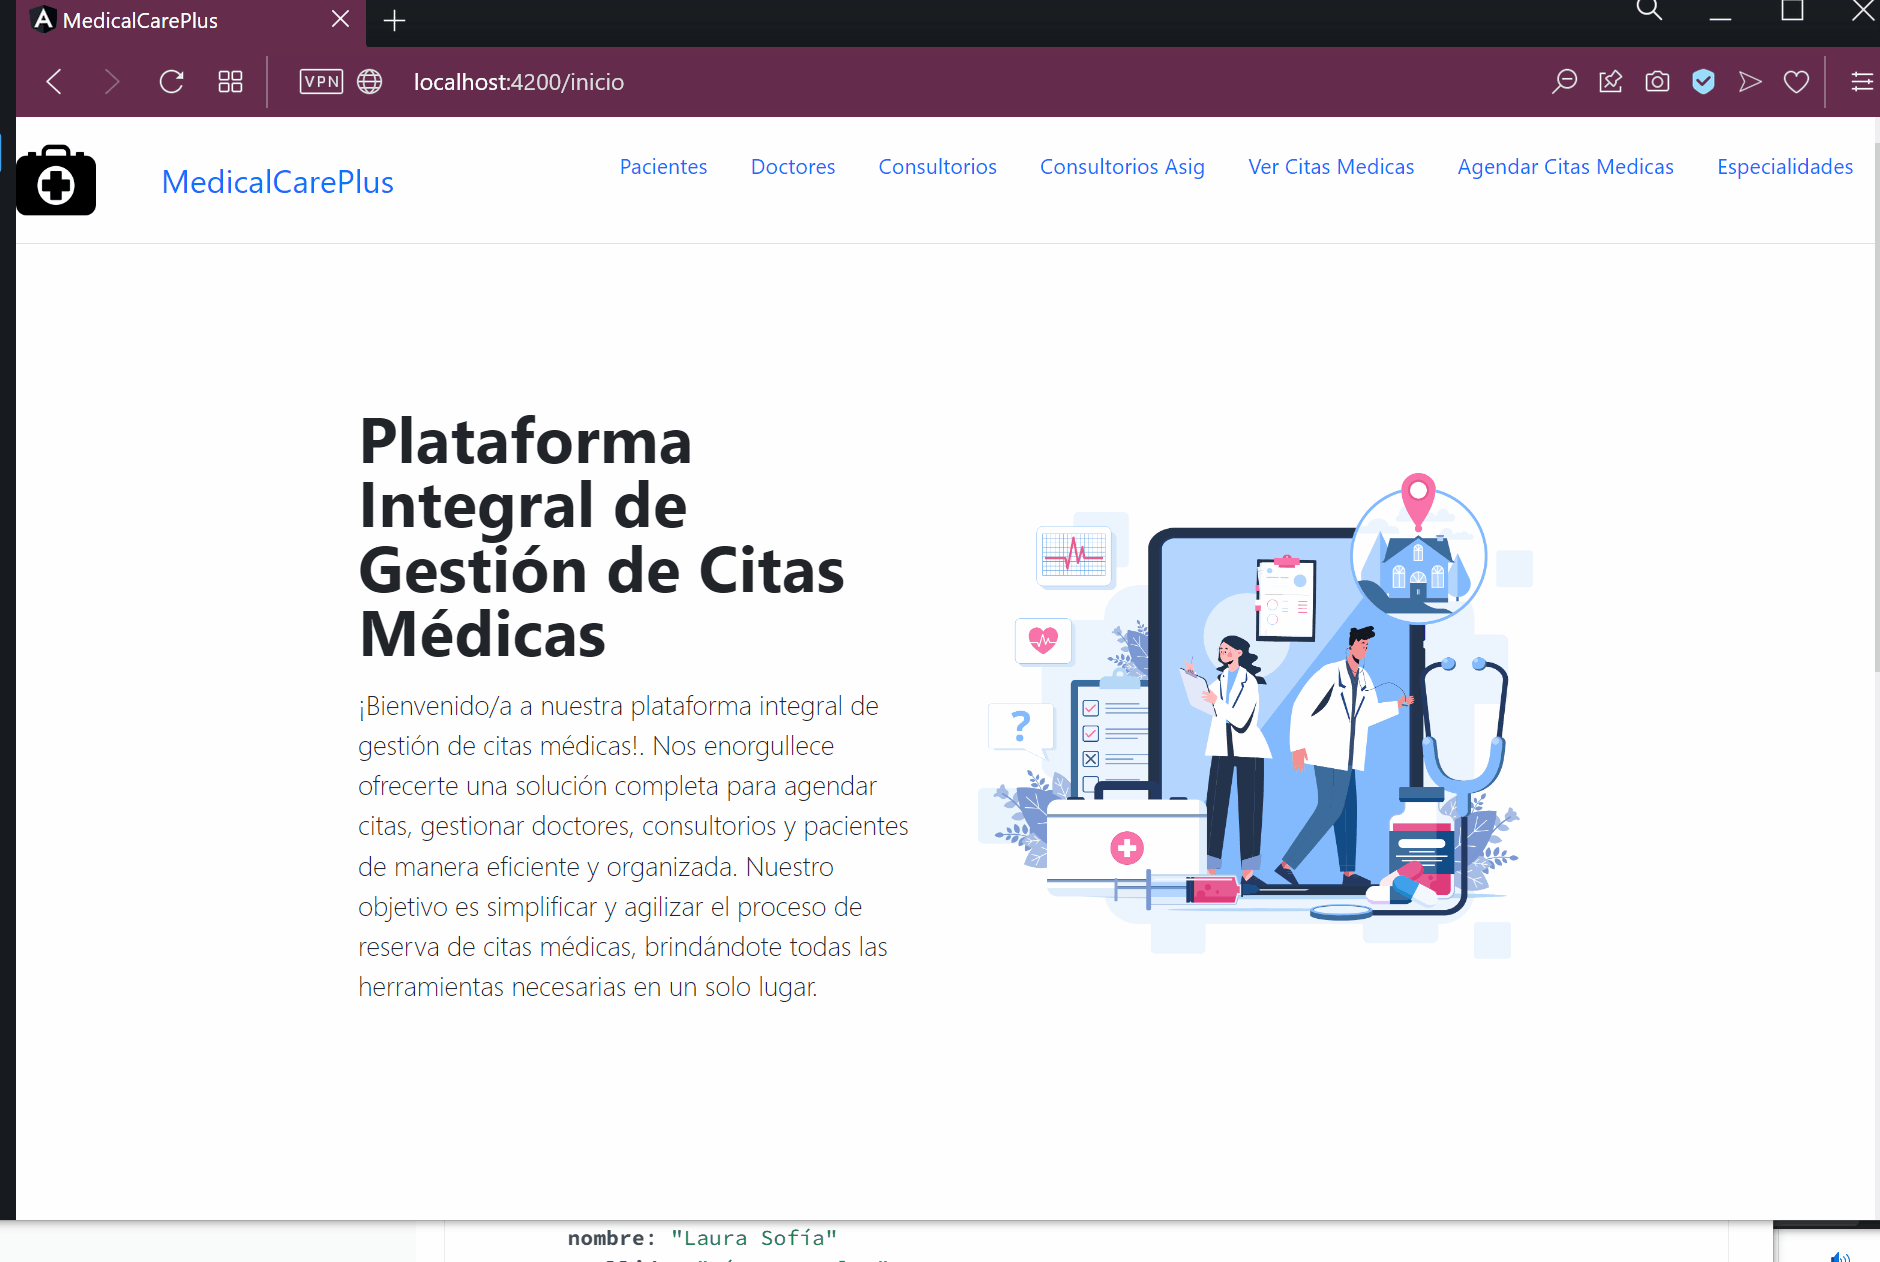 MedicalCarePlus
VPN
localhost:4200/inicio
MedicalCarePlus
Pacientes
Doctores
Consultorios
Consultorios Asig
Ver Citas Medicas
Agendar Citas Medicas
Especialidades
Plataforma
Integral de
Gestión de Citas
Médicas
¡Bienvenido/a a nuestra plataforma integral de
gestión de citas médicas!. Nos enorgullece
ofrecerte una solución completa para agendar
citas, gestionar doctores, consultorios y pacientes
de manera eficiente y organizada. Nuestro
objetivo es simplificar y agilizar el proceso de
reserva de citas médicas, brindándote todas las
herramientas necesarias en un solo lugar.
?
nombre: "Laura Sofía"